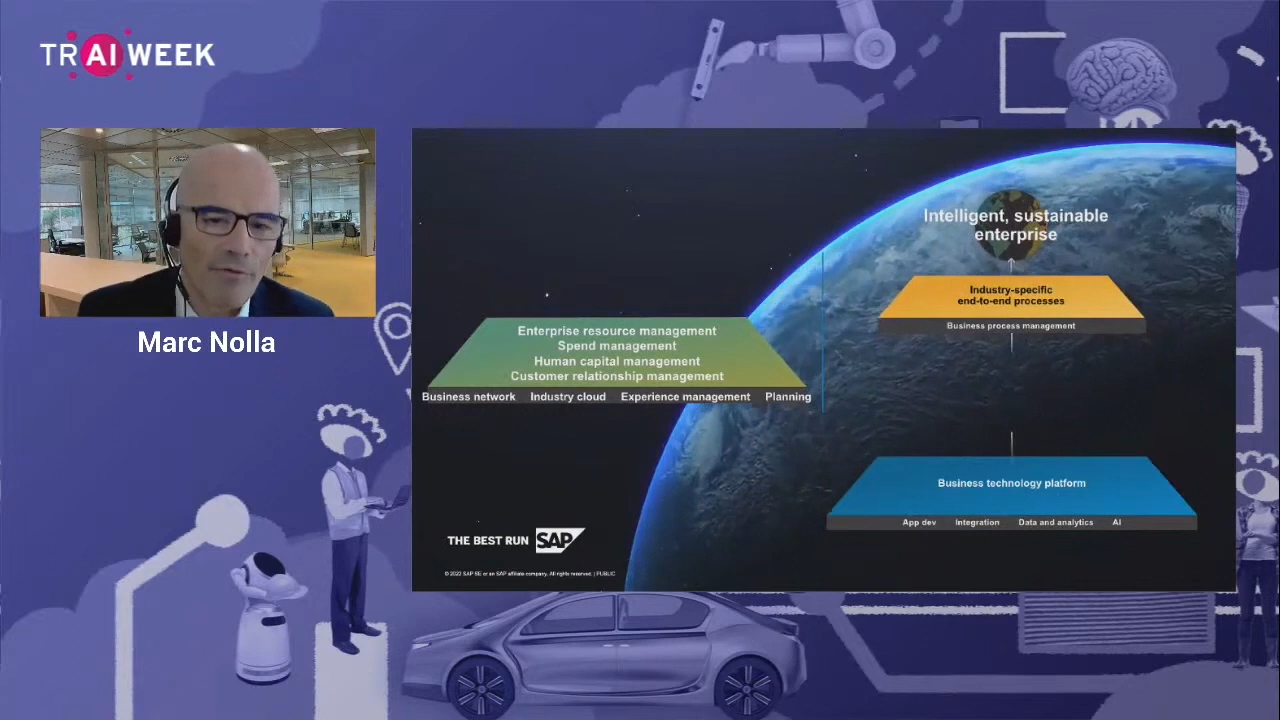 TRAIWEEK
Marc Nolla
Enterprise resource management
Spend management
Human capital management
Customer relationship management
Business network Industry cloud Experience management Planning
Intelligent, sustainable
enterprise
Industry-specific
end-to-end processes
Business process management
Business technology platform
App dev Integration Data and analytics AI
THE BEST RUN SAP
© 2022 SAP SE or an SAP affiliate company. All rights reserved. | PUBLIC